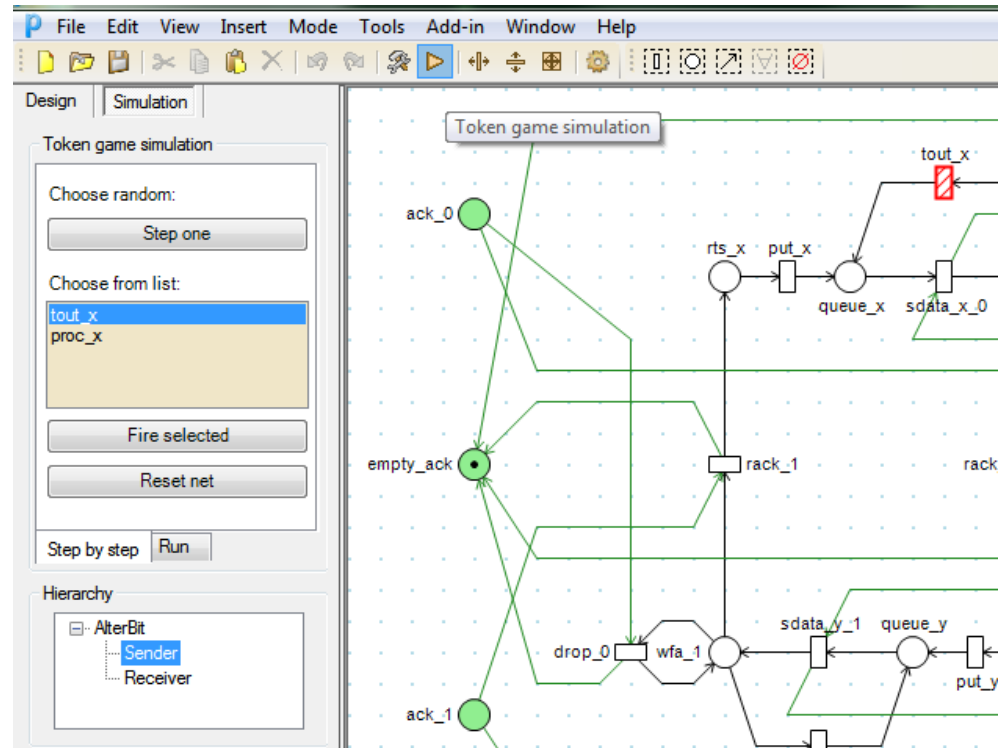 File Edit View Insert Mode Tools Add-in Window Help
Design Simulation
Token game simulation
Choose random:
Step one
Choose from list:
tout_x
proc_x
Fire selected
Reset net
Step by step Run
Hierarchy
AlterBit
Sender
Receiver
Token game simulation
tout_x
ack_0
rts_x put_x
queue_x sdata_x_0
empty_ack
rack_1
rack
sdata_y_1 queue_y
drop_0 wfa_1
put_y
ack_1